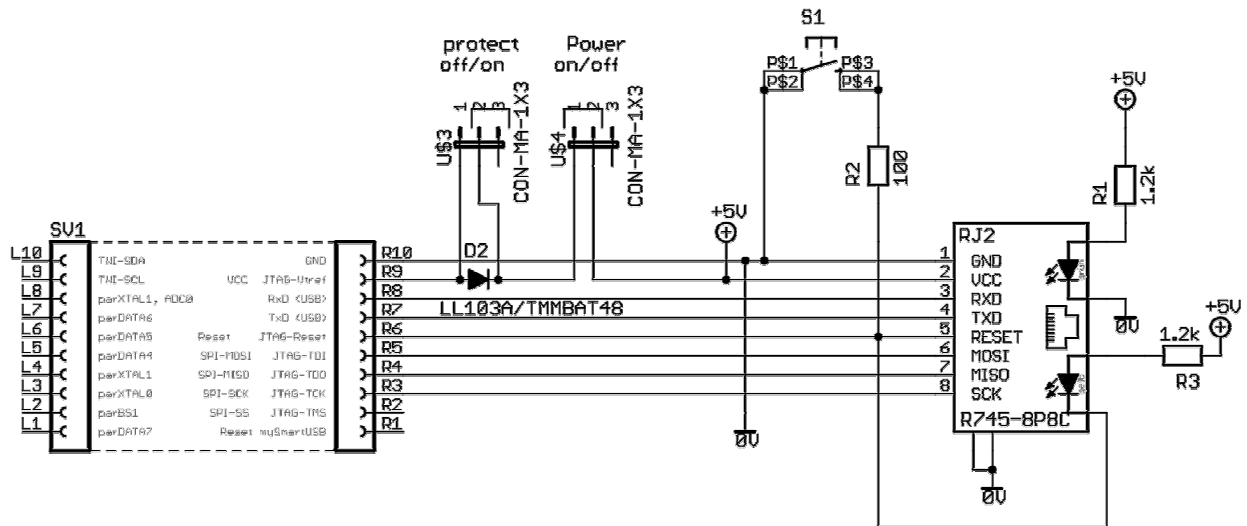 S1
protect
off/on
Power
on/off
P$1
P$3
P$2
P$4
+5V
1
2
3
1
2
3
U$3
CON-MA-1X3
U$4
CON-MA-1X3
R2
100
R1
1.2k
+5V
SV1
RJ2
L10
TWI-SDA
GND
R10
D2
1
GND
L9
TWI-SCL
VCC
JTAG-Vtref
R9
2
VCC
L8
parXTAL1, ADC0
RxD (USB)
R8
LL103A/TMMBAT48
3
RXD
L7
parDATA6
TxD (USB)
R7
4
TXD
0V
L6
parDATA5
Reset
JTAG-Reset
R6
5
RESET
+5V
L5
parDATA4
SPI-MOSI
JTAG-TDI
R5
6
MOSI
1.2k
L4
parXTAL1
SPI-MISO
JTAG-TDO
R4
7
MISO
R3
L3
parXTAL0
SPI-SCK
JTAG-TCK
R3
8
SCK
L2
parBS1
SPI-SS
JTAG-TMS
R2
L1
parDATA7
Reset mySmartUSB
R1
R745-8P8C
0V
0V